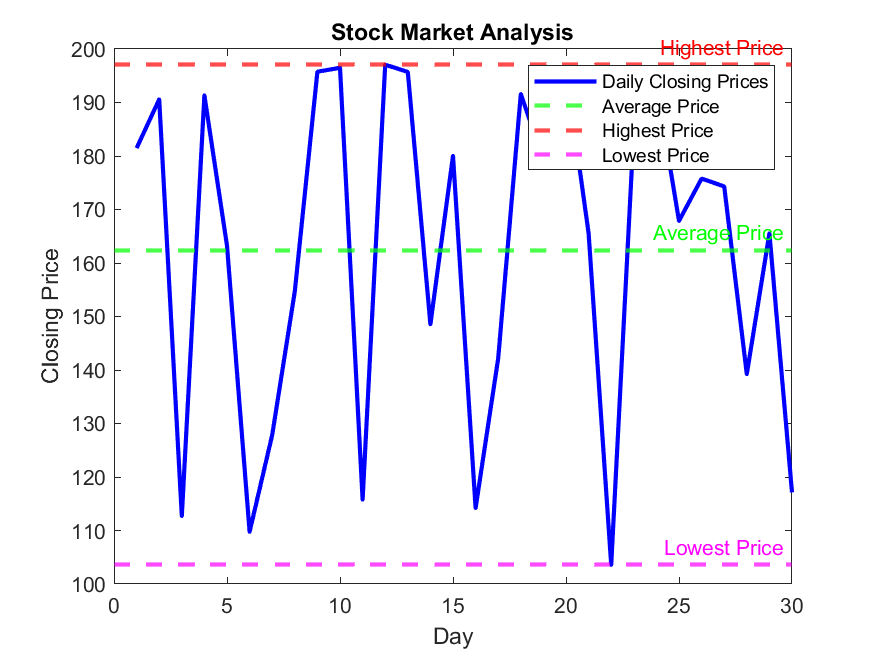 Stock Market Analysis
Highest Price
Daily Closing Prices
Average Price
Highest Price
Lowest Price
Average Price
Lowest Price
200
190
180
170
160
150
140
130
120
110
100
Closing Price
0 5 10 15 20 25 30
Day